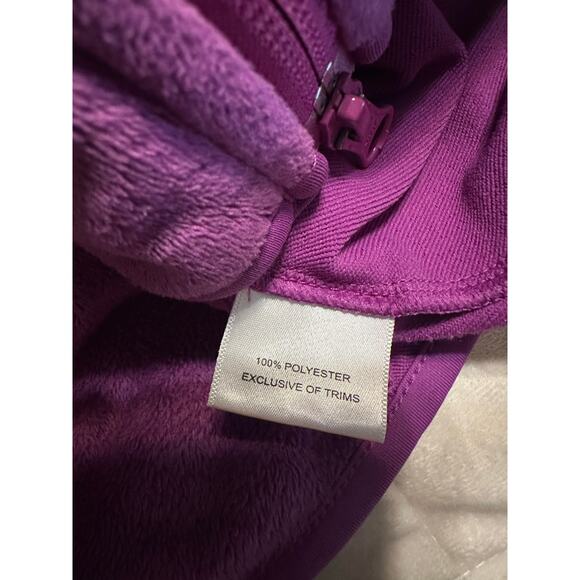 100% POLYESTER
EXCLUSIVE OF TRIMS